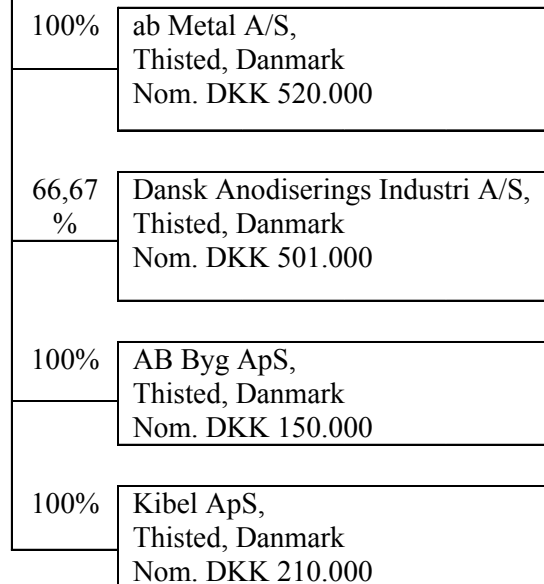 100%
ab Metal A/S,
Thisted, Danmark
Nom. DKK 520.000
66,67
%
Dansk Anodiserings Industri A/S,
Thisted, Danmark
Nom. DKK 501.000
100%
AB Byg ApS,
Thisted, Danmark
Nom. DKK 150.000
100%
Kibel ApS,
Thisted, Danmark
Nom. DKK 210.000